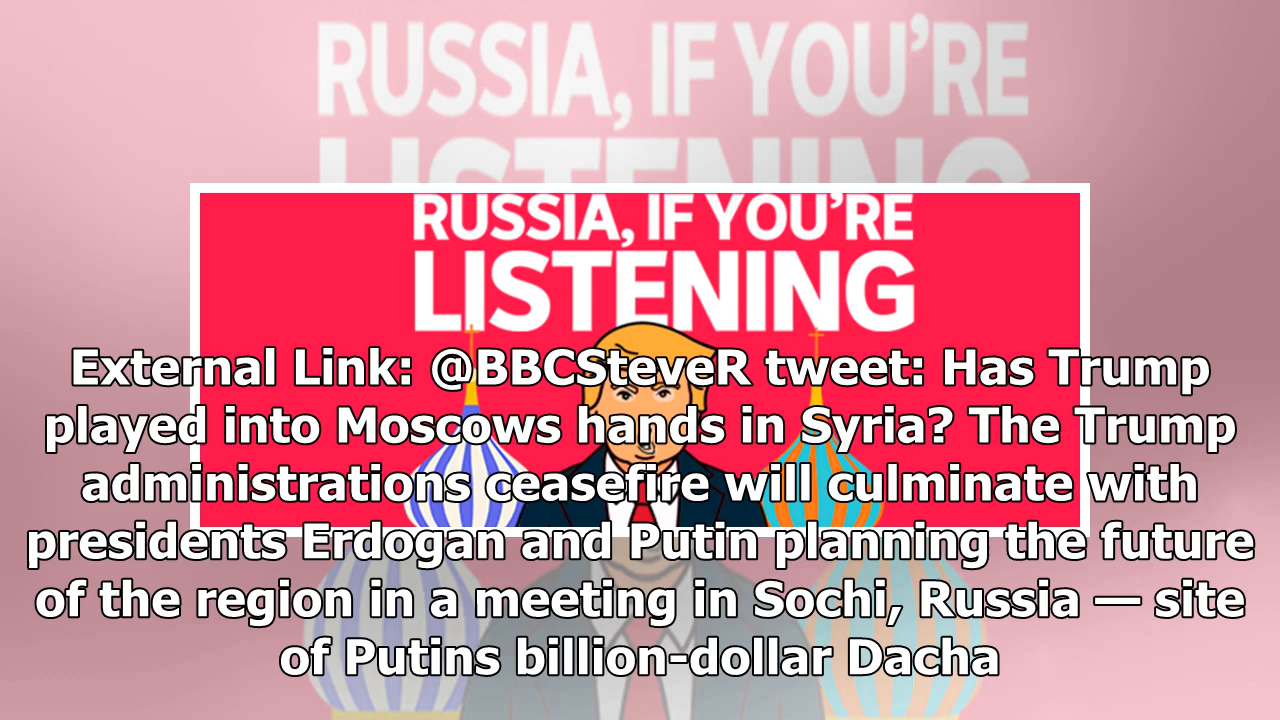 RUSSIA, IF YOU'RE
LISTENING
RUSSIA, IF YOU'RE
LISTENING
External Link: @BBCSteveR tweet: Has Trump
played into Moscows hands in Syria? The Trump
administrations ceasefire will culminate with
presidents Erdogan and Putin planning the future
of the region in a meeting in Sochi, Russia — site
of Putins billion-dollar Dacha